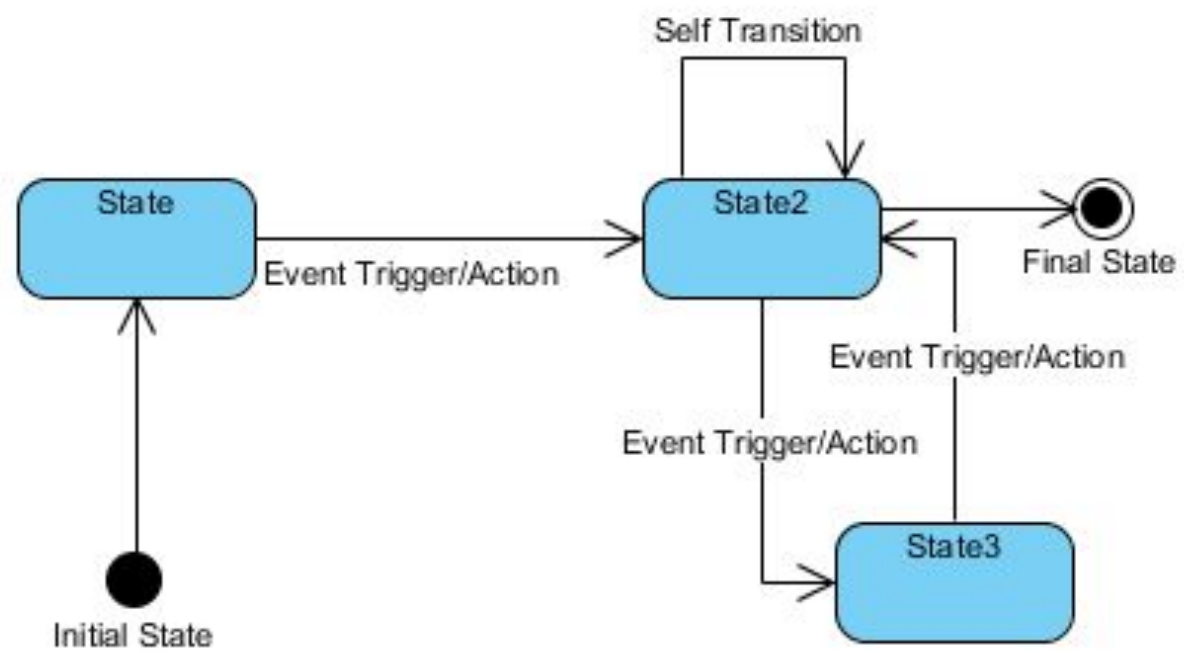 Self Transition
State
State2
Event Trigger/Action
Final State
Event Trigger/Action
Event Trigger/Action
State3
Initial State